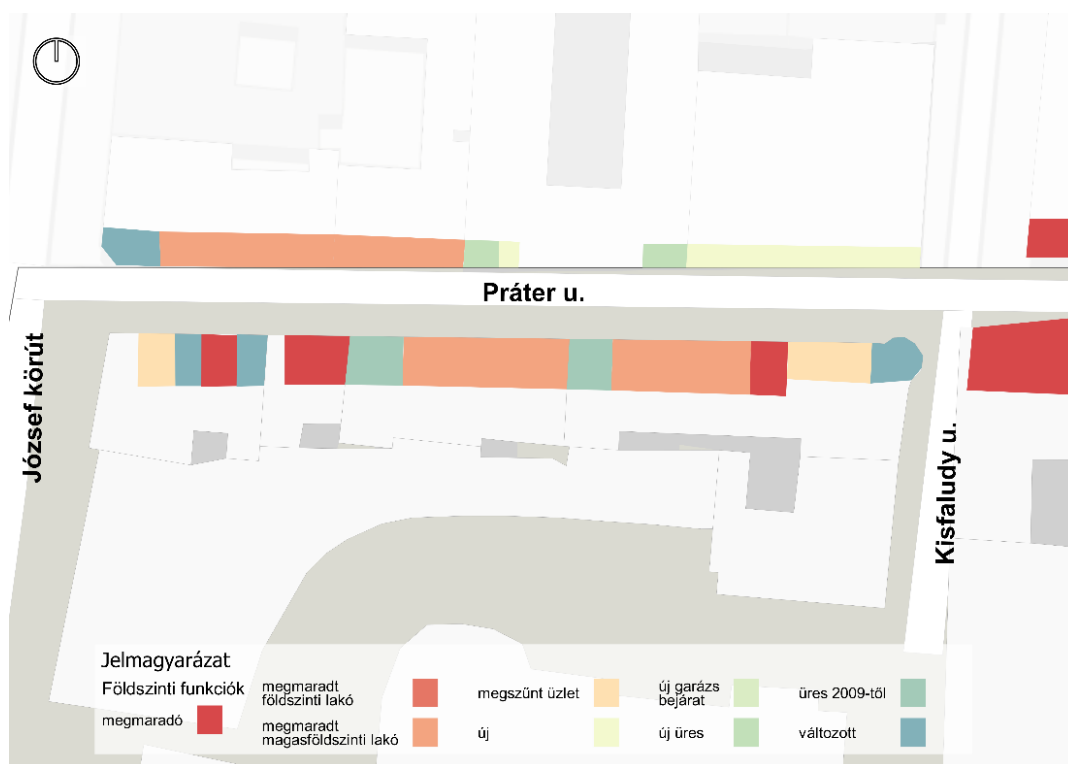 Práter u.
József körút
Kisfaludy u.
Jelmagyarázat
Földszinti funkciók
megmaradó
megmaradt
földszinti lakó
megmaradt
magasföldszinti lakó
megszűnt üzlet
új
új garázs
bejárat
új üres
üres 2009-től
változott